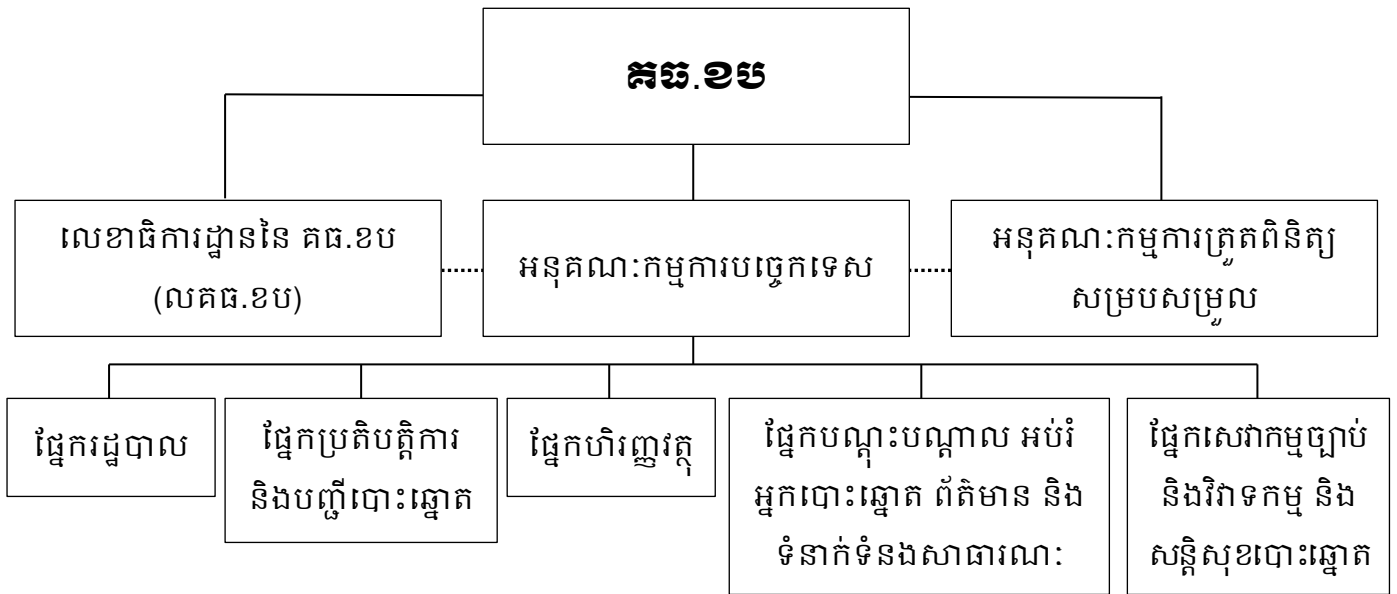 គធ.ខប
លេខាធិការដ្ឋាននៃ គធ.ខប
(លគធ.ខប)
អនុគណៈកម្មការបច្ចេកទេស
អនុគណៈកម្មការត្រួតពិនិត្យ
សម្របសម្រួល
ផ្នែករដ្ឋបាល
ផ្នែកប្រតិបត្តិការ
និងបញ្ជីបោះឆ្នោត
ផ្នែកហិរញ្ញវត្ថុ
ផ្នែកបណ្តុះបណ្តាល អប់រំ
អ្នកបោះឆ្នោត ព័ត៌មាន និង
ទំនាក់ទំនងសាធារណៈ
ផ្នែកសេវាកម្មច្បាប់
និងវិវាទកម្ម និង
សន្តិសុខបោះឆ្នោត